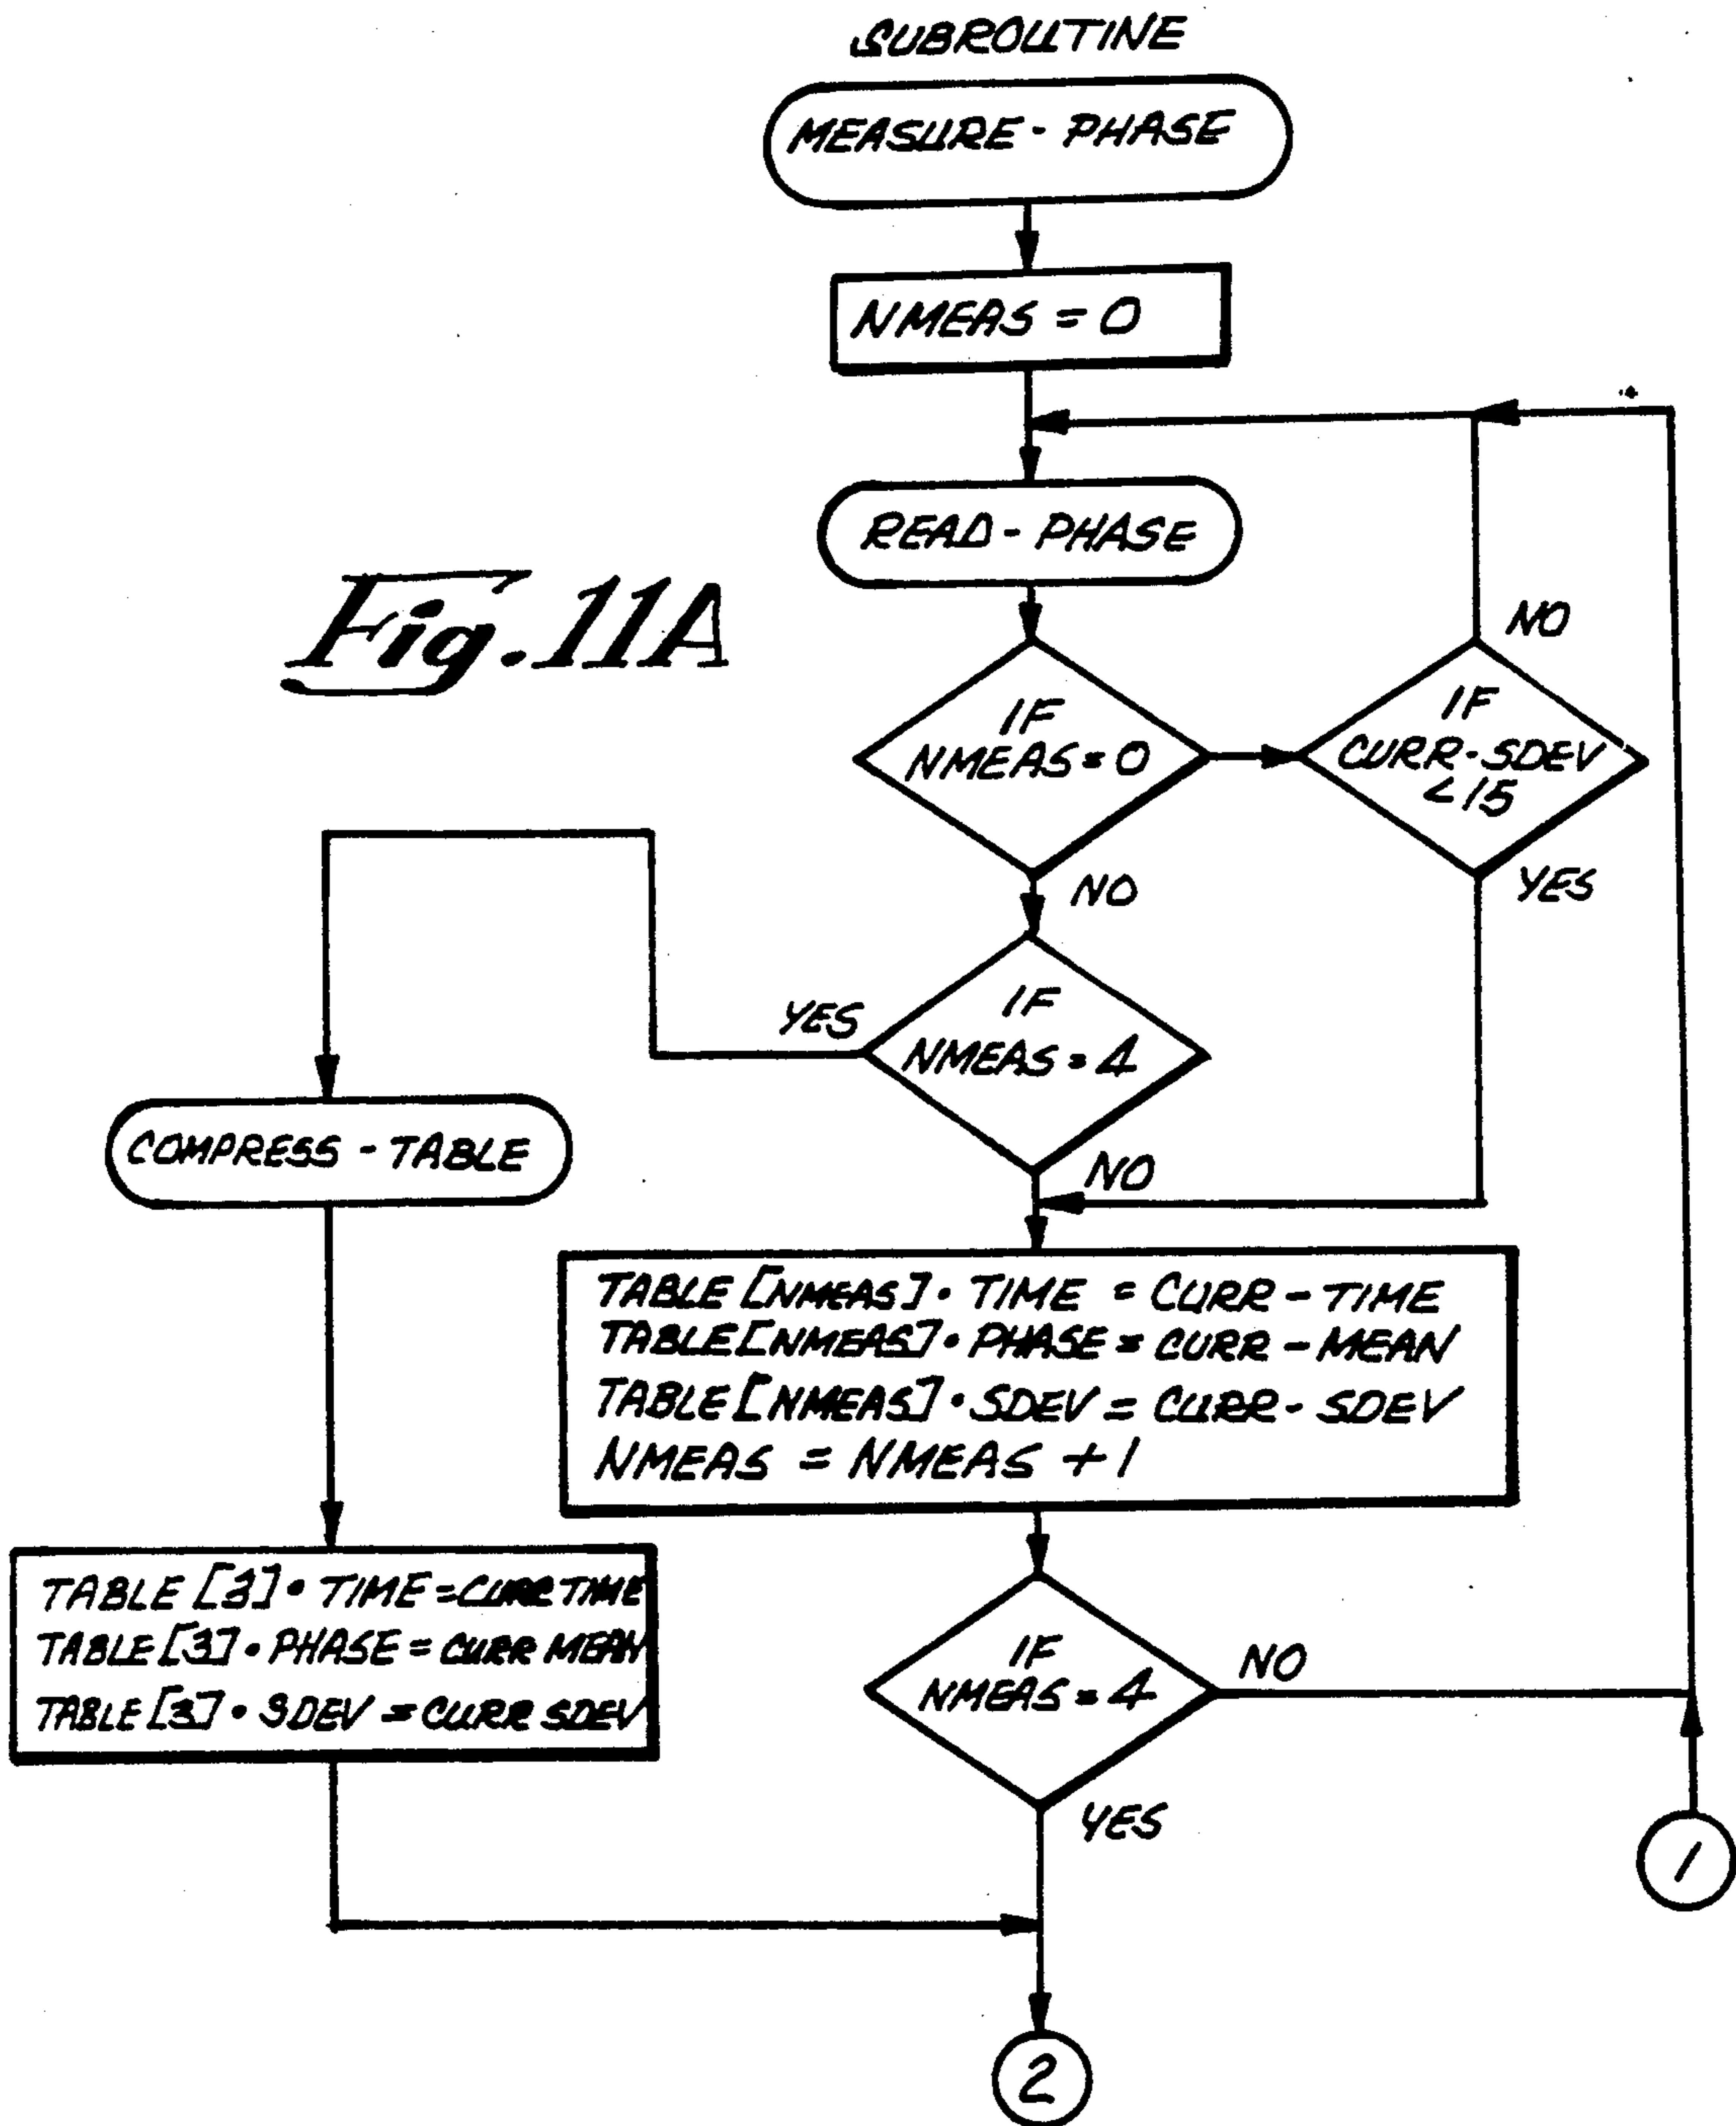 SUBROUTINE
MEASURE - PHASE
NMEAS = 0
READ - PHASE
Fig. 11A
NO
IF
NMEAS = 0
IF
CURR-SDEV
< 15
NO
YES
IF
NMEAS = 4
YES
NO
COMPRESS - TABLE
TABLE [NMEAS] • TIME = CURR - TIME
TABLE [NMEAS] • PHASE = CURR - MEAN
TABLE [NMEAS] • SDEV = CURR - SDEV
NMEAS = NMEAS + 1
TABLE [3] • TIME = CURR TIME
TABLE [3] • PHASE = CURR MEAN
TABLE [3] • SDEV = CURR SDEV
IF
NMEAS = 4
NO
YES
1
2